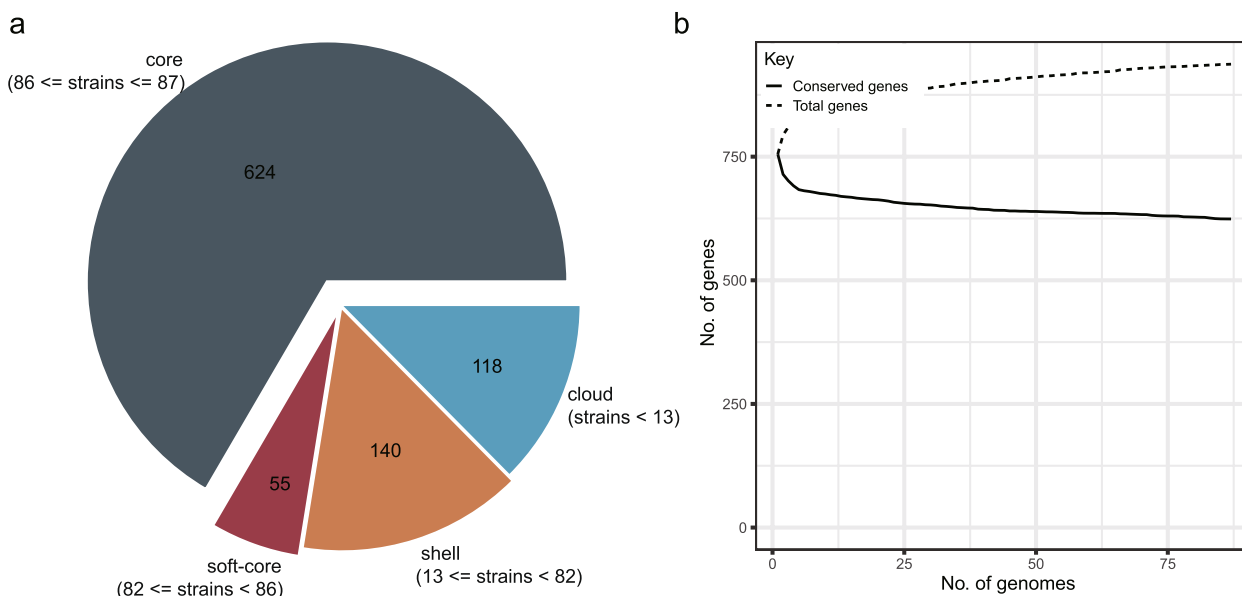 a
core
(86 <= strains <= 87)
624
118
cloud
(strains < 13)
140
55
shell
(13 <= strains < 82)
soft-core
(82 <= strains < 86)
b
Key
Conserved genes
Total genes
No. of genes
750
500
250
0
0
25
50
75
No. of genomes